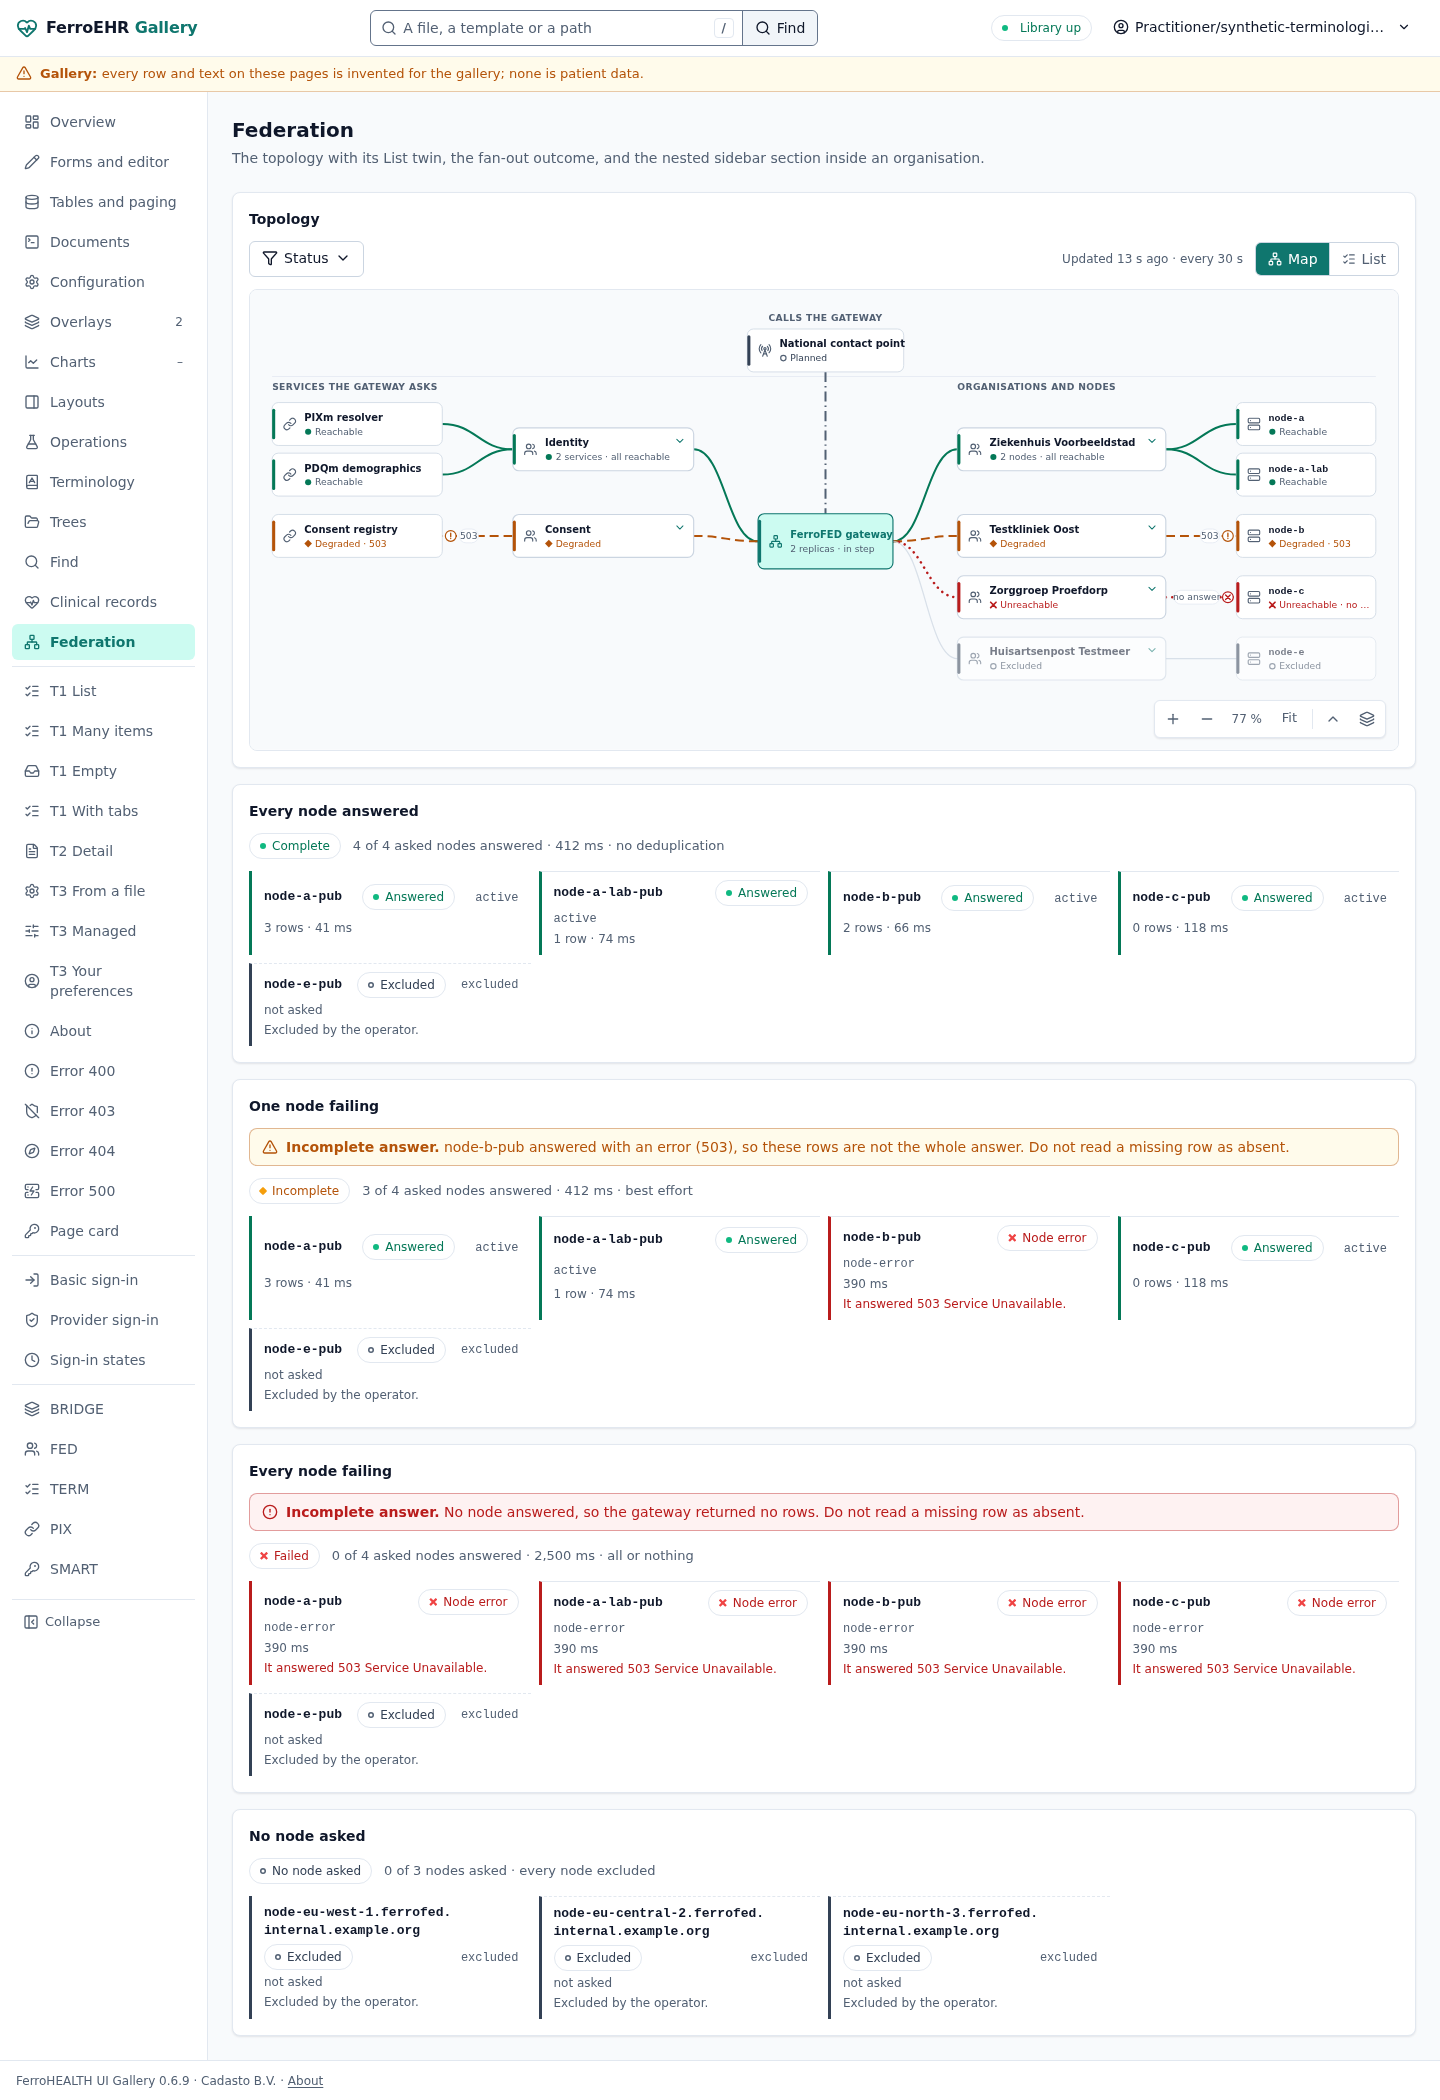 FerroEHR Gallery
A file, a template or a path
/
Find
Library up
Practitioner/synthetic-terminologi…
Gallery: every row and text on these pages is invented for the gallery; none is patient data.
Overview
Forms and editor
Tables and paging
Documents
Configuration
Overlays 2
Charts –
Layouts
Operations
Terminology
Trees
Find
Clinical records
Federation
T1 List
T1 Many items
T1 Empty
T1 With tabs
T2 Detail
T3 From a file
T3 Managed
T3 Your
preferences
About
Error 400
Error 403
Error 404
Error 500
Page card
Basic sign-in
Provider sign-in
Sign-in states
BRIDGE
FED
TERM
PIX
SMART
Collapse
Federation
The topology with its List twin, the fan-out outcome, and the nested sidebar section inside an organisation.
Topology
Status
Updated 13 s ago · every 30 s
Map
List
CALLS THE GATEWAY
National contact point
Planned
SERVICES THE GATEWAY ASKS
PIXm resolver
Reachable
PDQm demographics
Reachable
Consent registry
Degraded · 503
503
Identity
2 services · all reachable
Consent
Degraded
FerroFED gateway
2 replicas · in step
ORGANISATIONS AND NODES
Ziekenhuis Voorbeeldstad
2 nodes · all reachable
Testkliniek Oost
Degraded
Zorggroep Proefdorp
Unreachable
Huisartsenpost Testmeer
Excluded
503
no answer
node-a
Reachable
node-a-lab
Reachable
node-b
Degraded · 503
node-c
Unreachable · no …
node-e
Excluded
77 %
Fit
Every node answered
Complete 4 of 4 asked nodes answered · 412 ms · no deduplication
node-a-pub Answered active
3 rows · 41 ms
node-a-lab-pub Answered
active
1 row · 74 ms
node-b-pub Answered active
2 rows · 66 ms
node-c-pub Answered active
0 rows · 118 ms
node-e-pub Excluded excluded
not asked
Excluded by the operator.
One node failing
Incomplete answer. node-b-pub answered with an error (503), so these rows are not the whole answer. Do not read a missing row as absent.
Incomplete 3 of 4 asked nodes answered · 412 ms · best effort
node-a-pub Answered active
3 rows · 41 ms
node-a-lab-pub Answered
active
1 row · 74 ms
node-b-pub Node error
node-error
390 ms
It answered 503 Service Unavailable.
node-c-pub Answered active
0 rows · 118 ms
node-e-pub Excluded excluded
not asked
Excluded by the operator.
Every node failing
Incomplete answer. No node answered, so the gateway returned no rows. Do not read a missing row as absent.
Failed 0 of 4 asked nodes answered · 2,500 ms · all or nothing
node-a-pub Node error
node-error
390 ms
It answered 503 Service Unavailable.
node-a-lab-pub Node error
node-error
390 ms
It answered 503 Service Unavailable.
node-b-pub Node error
node-error
390 ms
It answered 503 Service Unavailable.
node-c-pub Node error
node-error
390 ms
It answered 503 Service Unavailable.
node-e-pub Excluded excluded
not asked
Excluded by the operator.
No node asked
No node asked 0 of 3 nodes asked · every node excluded
node-eu-west-1.ferrofed.
internal.example.org
Excluded excluded
not asked
Excluded by the operator.
node-eu-central-2.ferrofed.
internal.example.org
Excluded excluded
not asked
Excluded by the operator.
node-eu-north-3.ferrofed.
internal.example.org
Excluded excluded
not asked
Excluded by the operator.
FerroHEALTH UI Gallery 0.6.9 · Cadasto B.V. · About